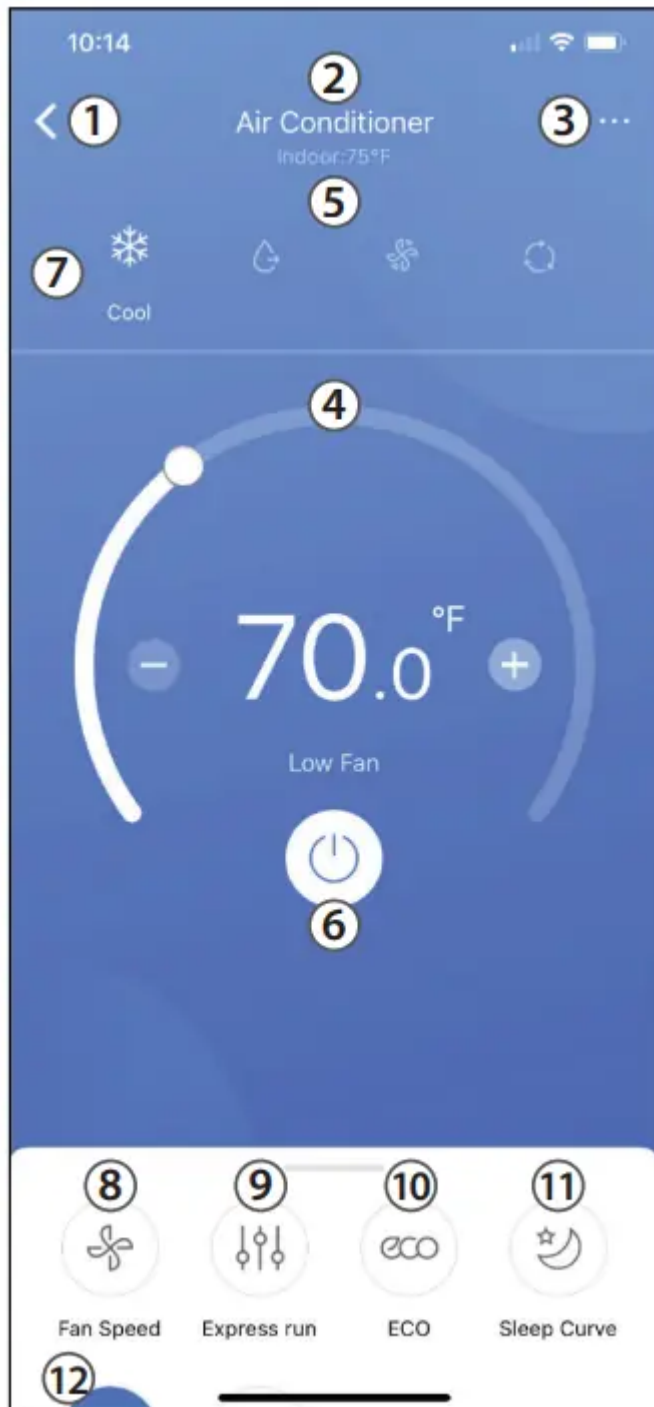 10:14
2
1
Air Conditioner
3
Indoor:75°F
5
7
Cool
4
70.0°F
Low Fan
6
8 9 10 11
eco
Fan Speed Express run ECO Sleep Curve
12